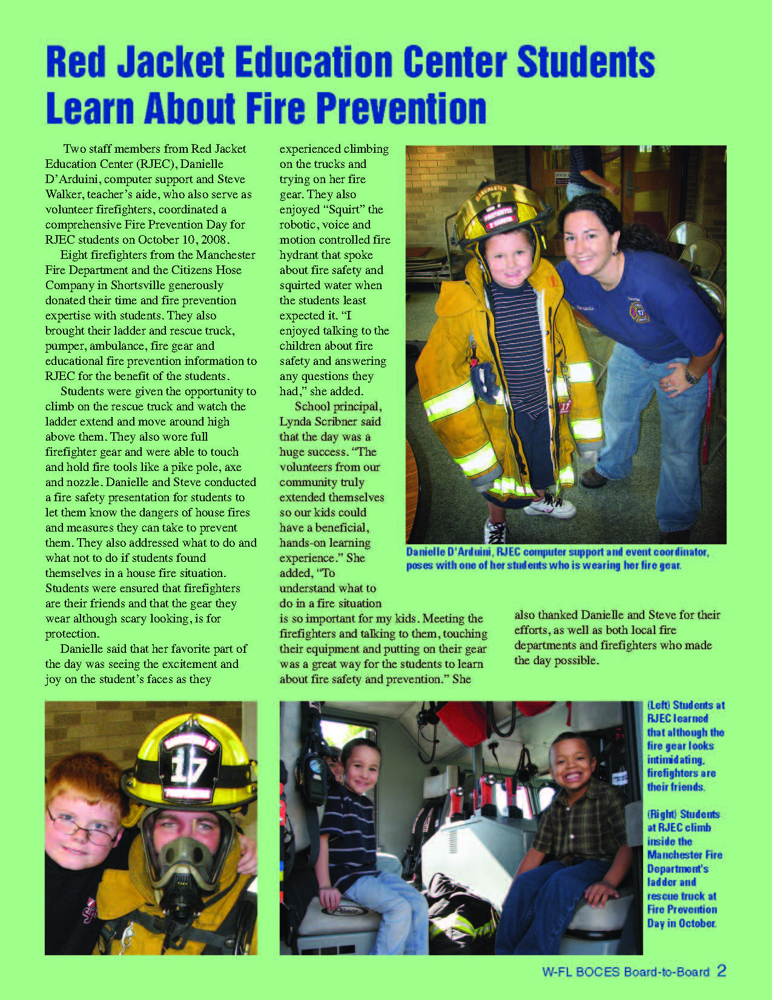 Red Jacket Education Center Students
Learn About Fire Prevention
Two staff members from Red Jacket
Education Center (RJEC), Danielle
D’Arduini, computer support and Steve
Walker, teacher’s aide, who also serve as
volunteer firefighters, coordinated a
comprehensive Fire Prevention Day for
RJEC students on October 10, 2008.
Eight firefighters from the Manchester
Fire Department and the Citizens Hose
Company in Shortsville generously
donated their time and fire prevention
expertise with students. They also
brought their ladder and rescue truck,
pumper, ambulance, fire gear and
educational fire prevention information to
RJEC for the benefit of the students.
Students were given the opportunity to
climb on the rescue truck and watch the
ladder extend and move around high
above them. They also wore full
firefighter gear and were able to touch
and hold fire tools like a pike pole, axe
and nozzle. Danielle and Steve conducted
a fire safety presentation for students to
let them know the dangers of house fires
and measures they can take to prevent
them. They also addressed what to do and
what not to do if students found
themselves in a house fire situation.
Students were ensured that firefighters
are their friends and that the gear they
wear although scary looking, is for
protection.
Danielle said that her favorite part of
the day was seeing the excitement and
joy on the student’s faces as they
experienced climbing
on the trucks and
trying on her fire
gear. They also
enjoyed “Squirt” the
robotic, voice and
motion controlled fire
hydrant that spoke
about fire safety and
squirted water when
the students least
expected it. “I
enjoyed talking to the
children about fire
safety and answering
any questions they
had,” she added.
School principal,
Lynda Scribner said
that the day was a
huge success. “The
volunteers from our
community truly
extended themselves
so our kids could
have a beneficial,
hands-on learning
experience.” She
added, “To
understand what to
do in a fire situation
is so important for my kids. Meeting the
firefighters and talking to them, touching
their equipment and putting on their gear
was a great way for the students to learn
about fire safety and prevention.” She
also thanked Danielle and Steve for their
efforts, as well as both local fire
departments and firefighters who made
the day possible.
MANCHESTER
17
Danielle
17
17
Danielle D'Arduini, RJEC computer support and event coordinator,
poses with one of her students who is wearing her fire gear.
17
Pierce
(Left) Students at
RJEC learned
that although the
fire gear looks
intimidating,
firefighters are
their friends.
(Right) Students
at RJEC climb
inside the
Manchester Fire
Department's
ladder and
rescue truck at
Fire Prevention
Day in October.
W-FL BOCES Board-to-Board 2